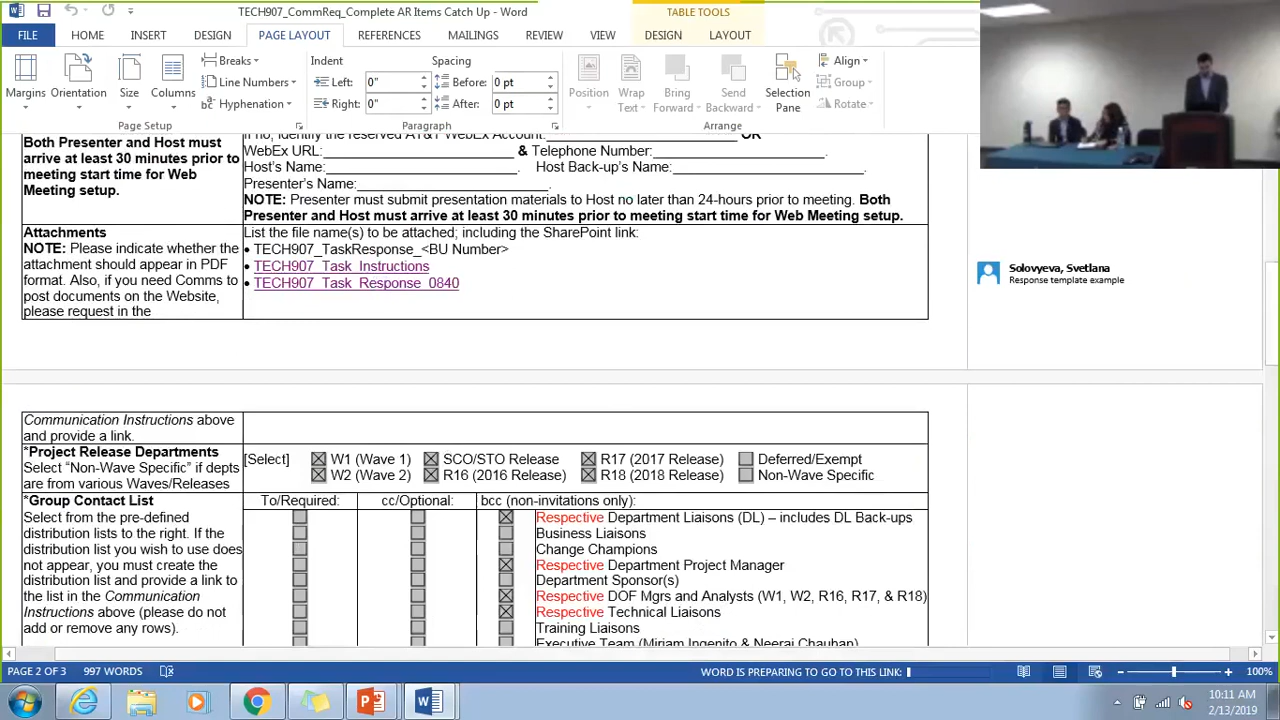 TECH907_CommReq_Complete AR Items Catch Up - Word
TABLE TOOLS
FILE
HOME
INSERT
DESIGN
PAGE LAYOUT
REFERENCES
MAILINGS
REVIEW
VIEW
DESIGN
LAYOUT
Margins
Orientation
Size
Columns
Breaks
Line Numbers
Hyphenation
Page Setup
Indent
Left: 0"
Right: 0"
Spacing
Before: 0 pt
After: 0 pt
Paragraph
Position
Wrap Text
Bring Forward
Send Backward
Selection Pane
Align
Group
Rotate
Arrange
Both Presenter and Host must
arrive at least 30 minutes prior to
meeting start time for Web
Meeting setup.
If no, identify the reserved AT&T WebEx Account: OR
WebEx URL: & Telephone Number: .
Host's Name: . Host Back-up's Name: .
Presenter's Name: .
NOTE: Presenter must submit presentation materials to Host no later than 24-hours prior to meeting. Both
Presenter and Host must arrive at least 30 minutes prior to meeting start time for Web Meeting setup.
Attachments
NOTE: Please indicate whether the
attachment should appear in PDF
format. Also, if you need Comms to
post documents on the Website,
please request in the
List the file name(s) to be attached; including the SharePoint link:
• TECH907_TaskResponse_<BU Number>
• TECH907_Task_Instructions
• TECH907_Task_Response_0840
Solovyeva, Svetlana
Response template example
Communication Instructions above
and provide a link.
*Project Release Departments
Select "Non-Wave Specific" if depts
are from various Waves/Releases
[Select] W1 (Wave 1) SCO/STO Release R17 (2017 Release) Deferred/Exempt
W2 (Wave 2) R16 (2016 Release) R18 (2018 Release) Non-Wave Specific
*Group Contact List
Select from the pre-defined
distribution lists to the right. If the
distribution list you wish to use does
not appear, you must create the
distribution list and provide a link to
the list in the Communication
Instructions above (please do not
add or remove any rows).
To/Required: cc/Optional: bcc (non-invitations only):
Respective Department Liaisons (DL) – includes DL Back-ups
Business Liaisons
Change Champions
Respective Department Project Manager
Department Sponsor(s)
Respective DOF Mgrs and Analysts (W1, W2, R16, R17, & R18)
Respective Technical Liaisons
Training Liaisons
Executive Team (Miriam Ingenito & Neeraj Chauhan)
PAGE 2 OF 3
997 WORDS
WORD IS PREPARING TO GO TO THIS LINK:
100%
10:11 AM
2/13/2019